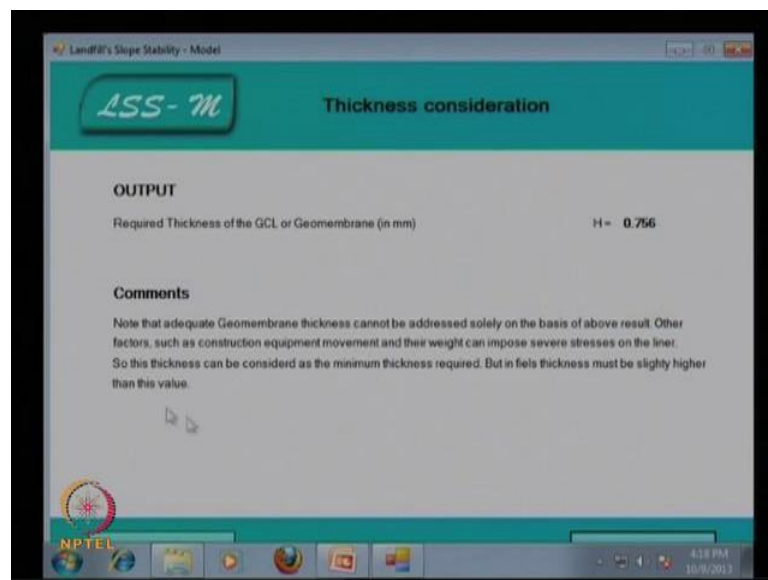 Landfill's Slope Stability - Model
LSS-M
Thickness consideration
OUTPUT
Required Thickness of the GCL or Geomembrane (in mm) H = 0.756
Comments
Note that adequate Geomembrane thickness cannot be addressed solely on the basis of above result. Other
factors, such as construction equipment movement and their weight can impose severe stresses on the liner.
So this thickness can be considerd as the minimum thickness required. But in fiels thickness must be slighty higher
than this value.
NPTEL
4:18 PM
10/9/2013